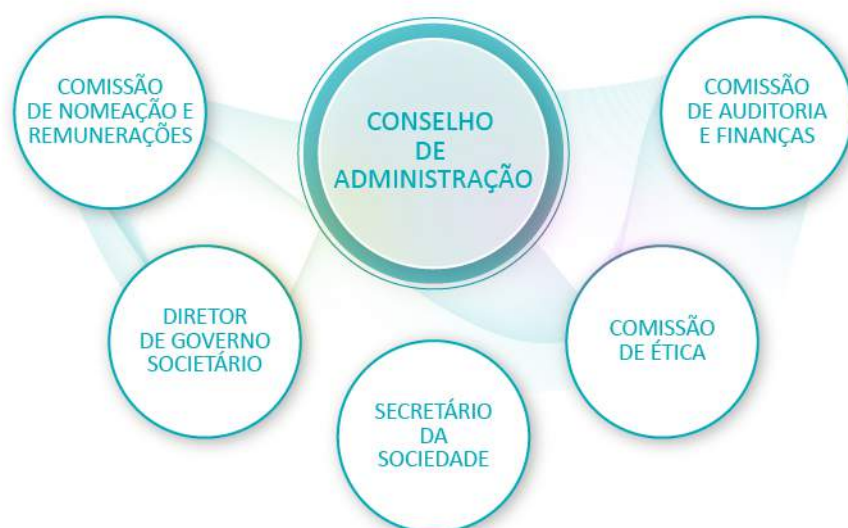 COMISSÃO
DE NOMEAÇÃO E
REMUNERAÇÕES
CONSELHO
DE
ADMINISTRAÇÃO
COMISSÃO
DE AUDITORIA
E FINANÇAS
DIRETOR
DE GOVERNO
SOCIETÁRIO
SECRETÁRIO
DA
SOCIEDADE
COMISSÃO
DE ÉTICA